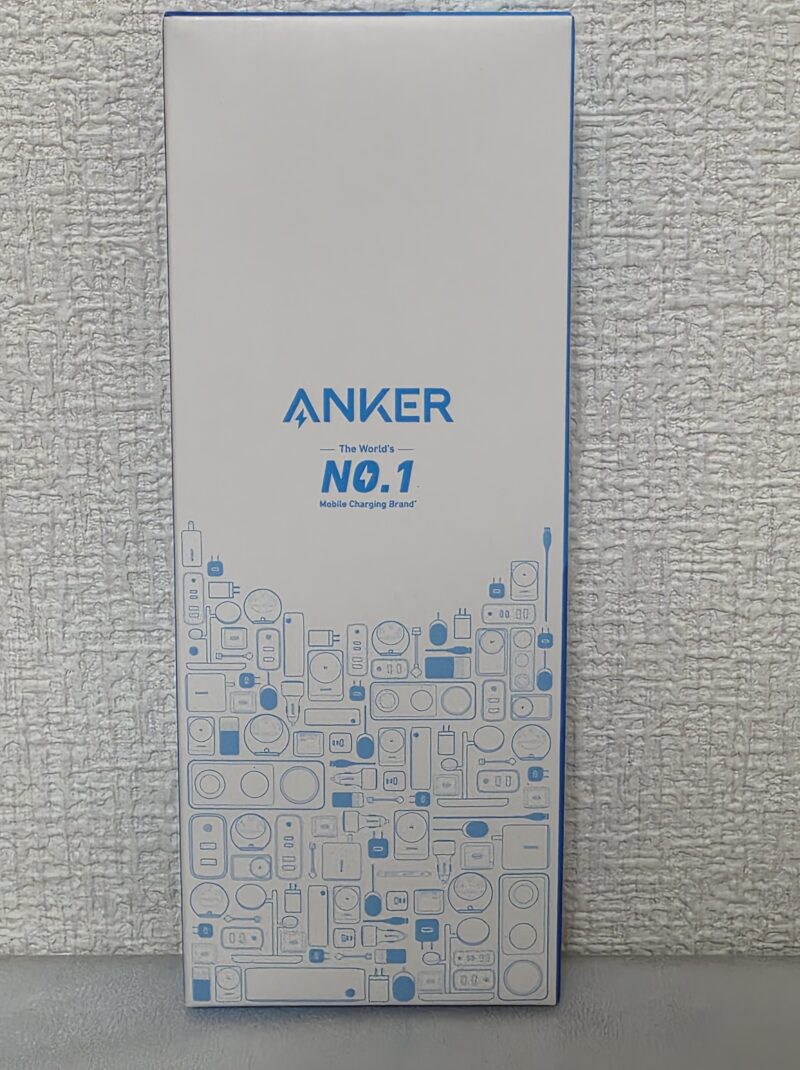 ANKER
The World's
NO.1
Mobile Charging Brand*